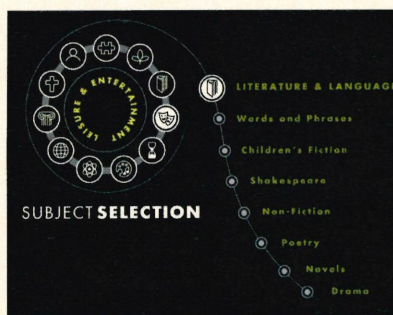 LEISURE & ENTERTAINMENT
SUBJECT SELECTION
LITERATURE & LANGUAGE
Words and Phrases
Children's Fiction
Shakespeare
Non-Fiction
Poetry
Novels
Drama